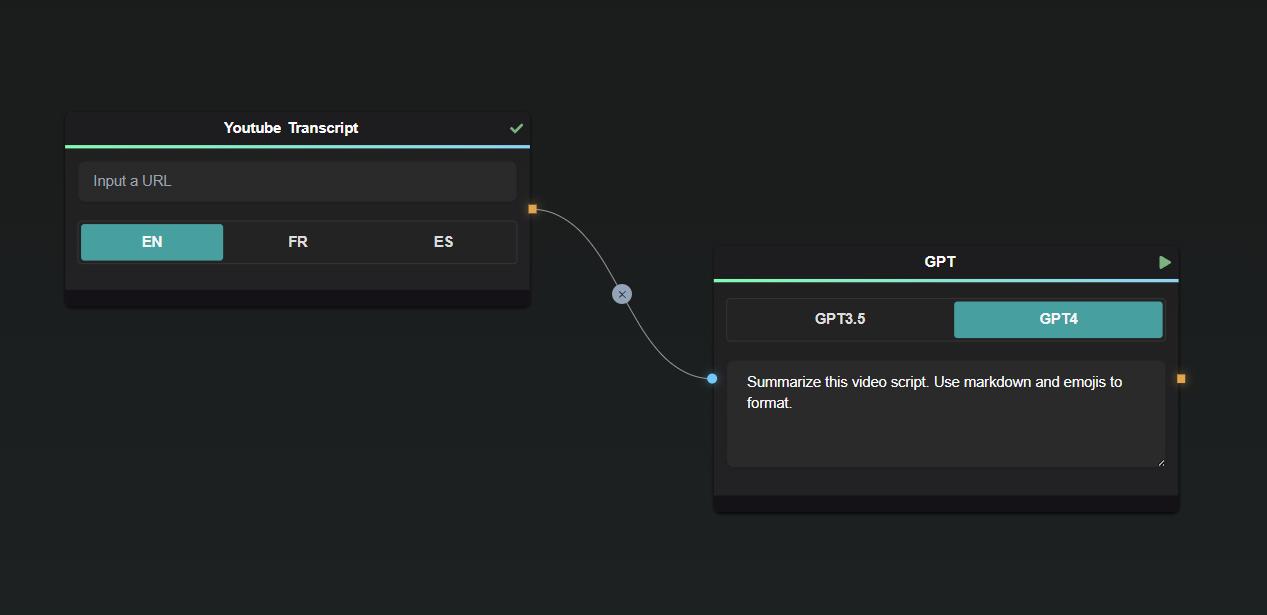 Youtube Transcript
Input a URL
EN FR ES
GPT
GPT3.5 GPT4
Summarize this video script. Use markdown and emojis to
format.